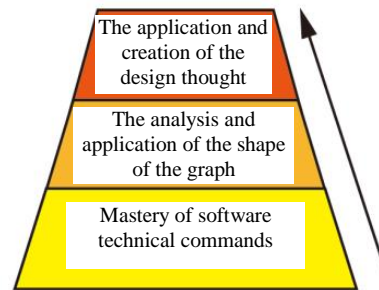 The application and
creation of the
design thought
The analysis and
application of the shape
of the graph
Mastery of software
technical commands